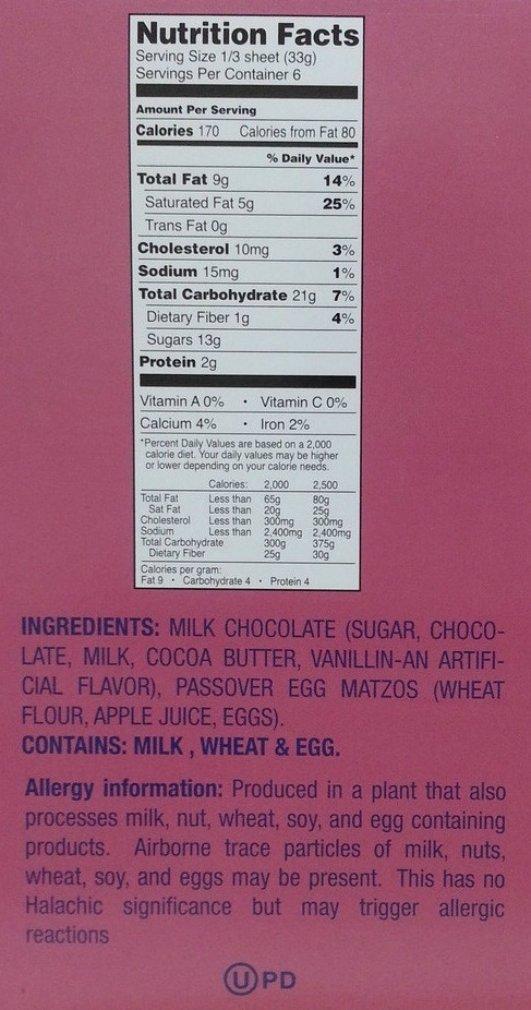 Nutrition Facts
Serving Size 1/3 sheet (33g)
Servings Per Container 6
Amount Per Serving
Calories 170 Calories from Fat 80
% Daily Value*
Total Fat 9g 14%
Saturated Fat 5g 25%
Trans Fat 0g
Cholesterol 10mg 3%
Sodium 15mg 1%
Total Carbohydrate 21g 7%
Dietary Fiber 1g 4%
Sugars 13g
Protein 2g
Vitamin A 0% • Vitamin C 0%
Calcium 4% • Iron 2%
*Percent Daily Values are based on a 2,000
calorie diet. Your daily values may be higher
or lower depending on your calorie needs.
Calories: 2,000 2,500
Total Fat Less than 65g 80g
Sat Fat Less than 20g 25g
Cholesterol Less than 300mg 300mg
Sodium Less than 2,400mg 2,400mg
Total Carbohydrate 300g 375g
Dietary Fiber 25g 30g
Calories per gram:
Fat 9 • Carbohydrate 4 • Protein 4
INGREDIENTS: MILK CHOCOLATE (SUGAR, CHOCO-
LATE, MILK, COCOA BUTTER, VANILLIN-AN ARTIFI-
CIAL FLAVOR), PASSOVER EGG MATZOS (WHEAT
FLOUR, APPLE JUICE, EGGS).
CONTAINS: MILK , WHEAT & EGG.
Allergy information: Produced in a plant that also
processes milk, nut, wheat, soy, and egg containing
products. Airborne trace particles of milk, nuts,
wheat, soy, and eggs may be present. This has no
Halachic significance but may trigger allergic
reactions
U PD